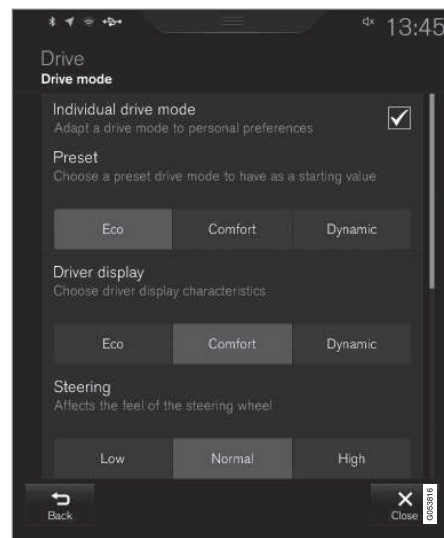 13:45
Drive
Drive mode
Individual drive mode
Adapt a drive mode to personal preferences
Preset
Choose a preset drive mode to have as a starting value
Eco Comfort Dynamic
Driver display
Choose driver display characteristics
Eco Comfort Dynamic
Steering
Affects the feel of the steering wheel
Low Normal High
Back Close
G053816